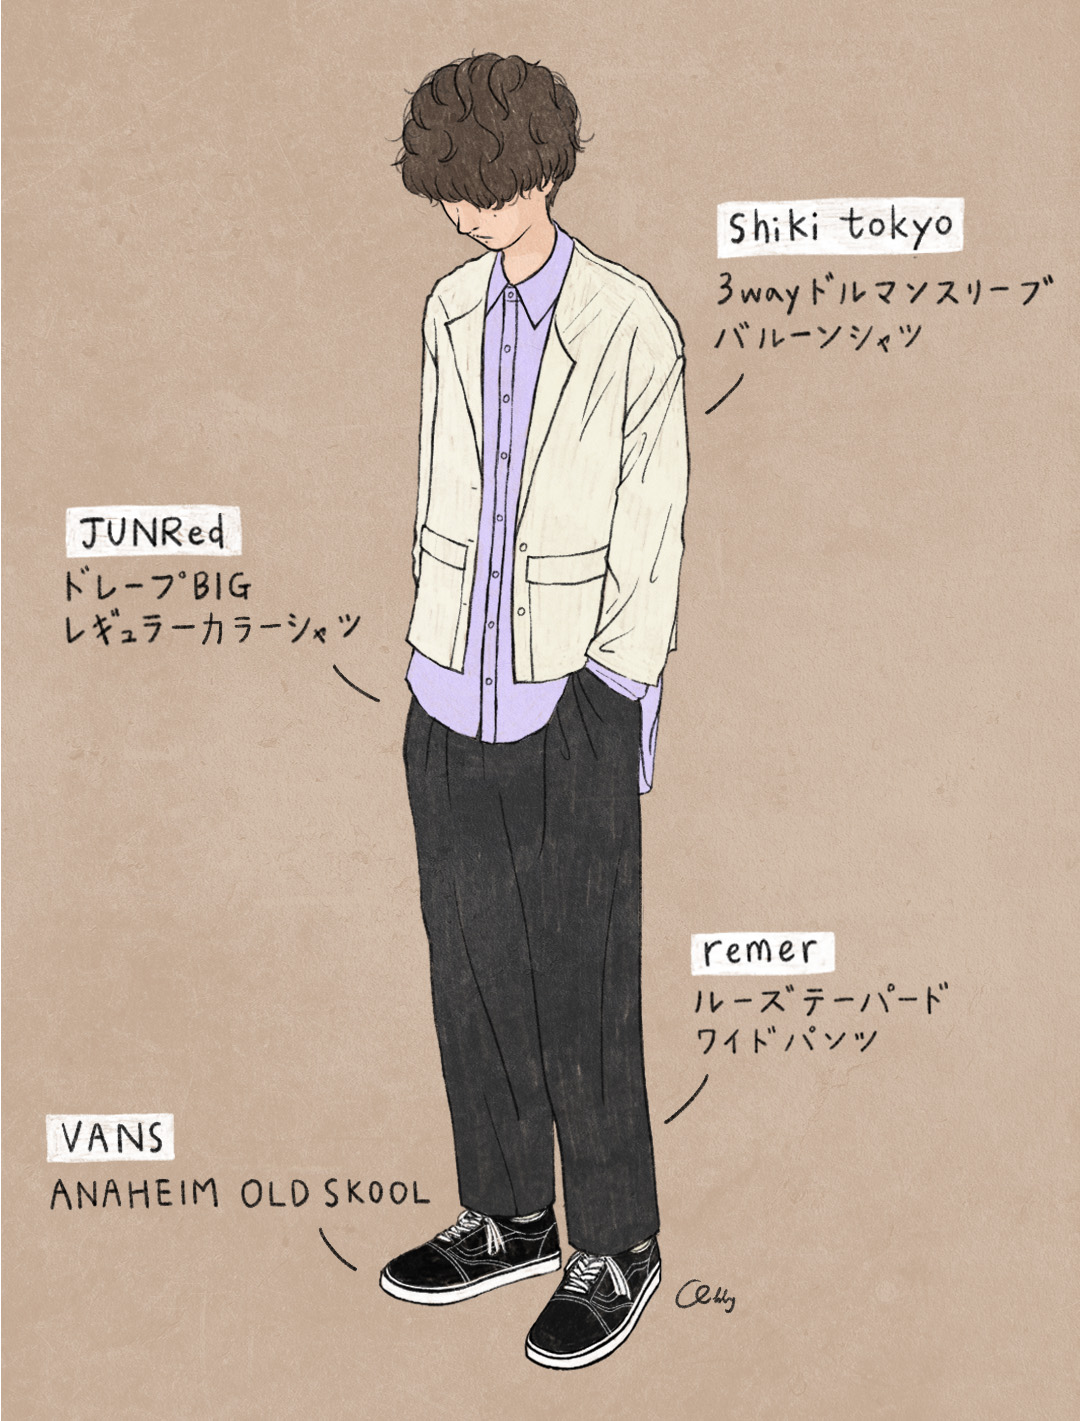 Shiki tokyo
3wayドルマンスリーブ
バルーンシャツ
JUNRed
ドレープBIG
レギュラーカラーシャツ
remer
ルーズテーパード
ワイドパンツ
VANS
ANAHEIM OLD SKOOL